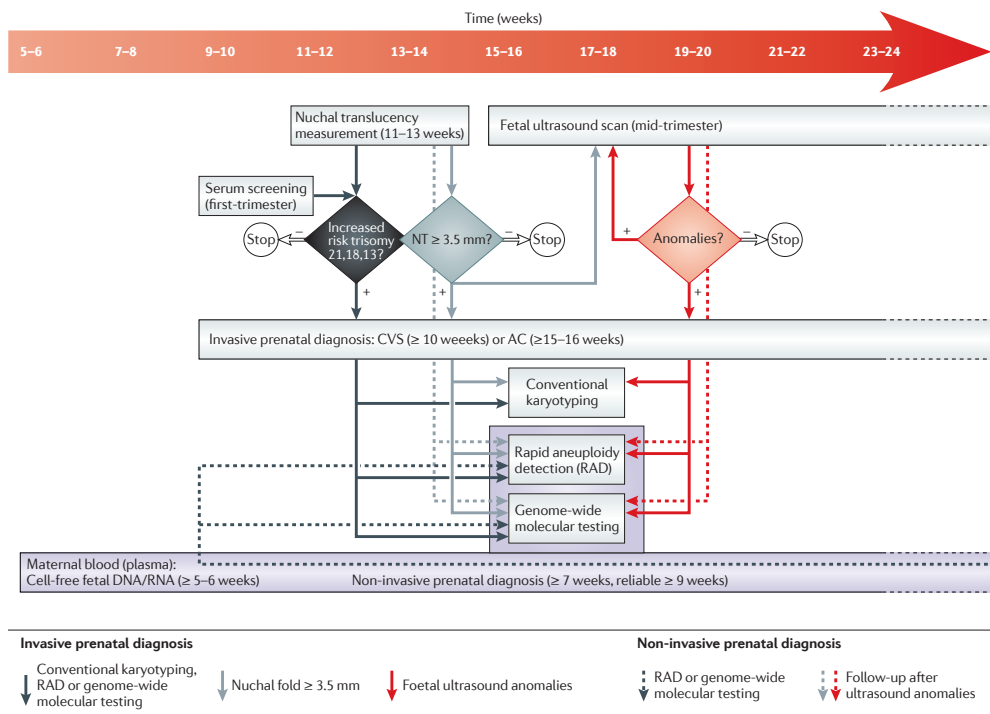 Time (weeks)
5–6 7–8 9–10 11–12 13–14 15–16 17–18 19–20 21–22 23–24
Nuchal translucency
measurement (11–13 weeks)
Fetal ultrasound scan (mid-trimester)
Serum screening
(first-trimester)
Stop
–
Increased
risk trisomy
21,18,13?
+
NT ≥ 3.5 mm?
–
Stop
+
+
Anomalies?
–
Stop
+
Invasive prenatal diagnosis: CVS (≥ 10 weeeks) or AC (≥15–16 weeks)
Conventional
karyotyping
Rapid aneuploidy
detection (RAD)
Genome-wide
molecular testing
Maternal blood (plasma):
Cell-free fetal DNA/RNA (≥ 5–6 weeks) Non-invasive prenatal diagnosis (≥ 7 weeks, reliable ≥ 9 weeks)
Invasive prenatal diagnosis
Conventional karyotyping,
RAD or genome-wide
molecular testing
Nuchal fold ≥ 3.5 mm
Foetal ultrasound anomalies
Non-invasive prenatal diagnosis
RAD or genome-wide
molecular testing
Follow-up after
ultrasound anomalies